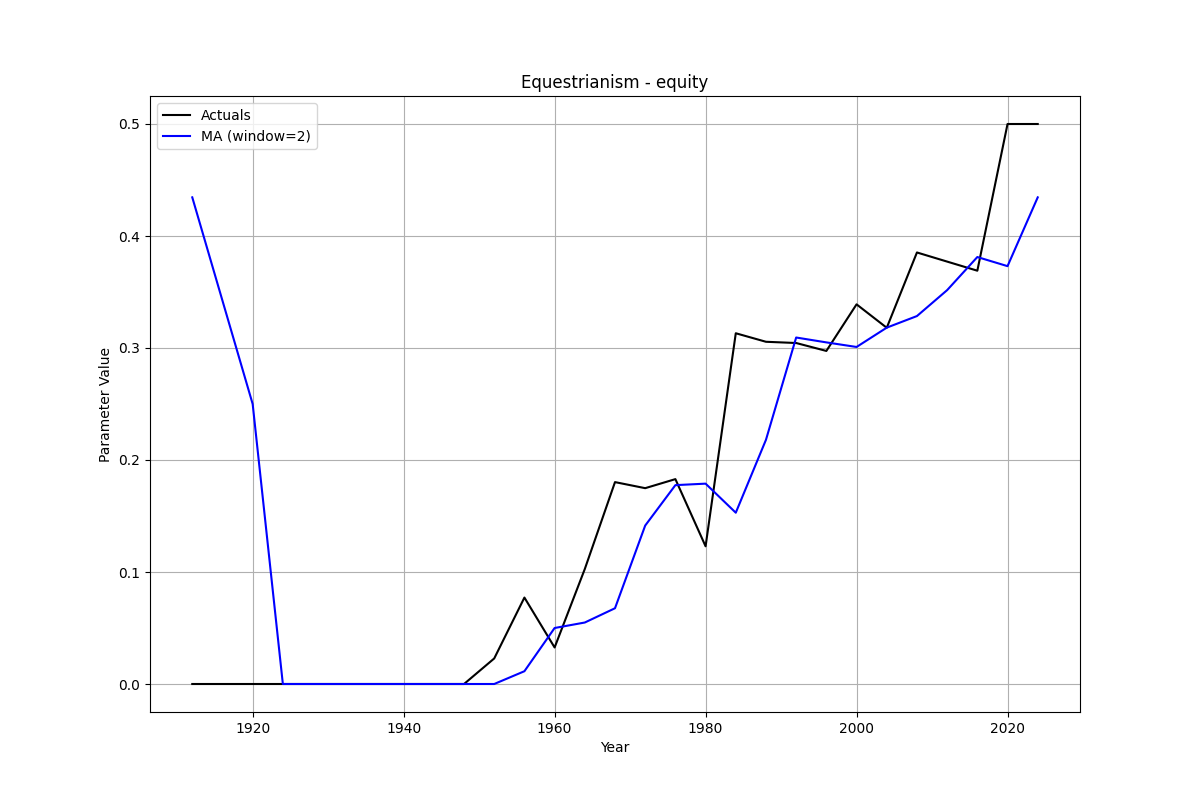 Equestrianism - equity
Actuals
MA (window=2)
Parameter Value
0.5
0.4
0.3
0.2
0.1
0.0
1920 1940 1960 1980 2000 2020
Year